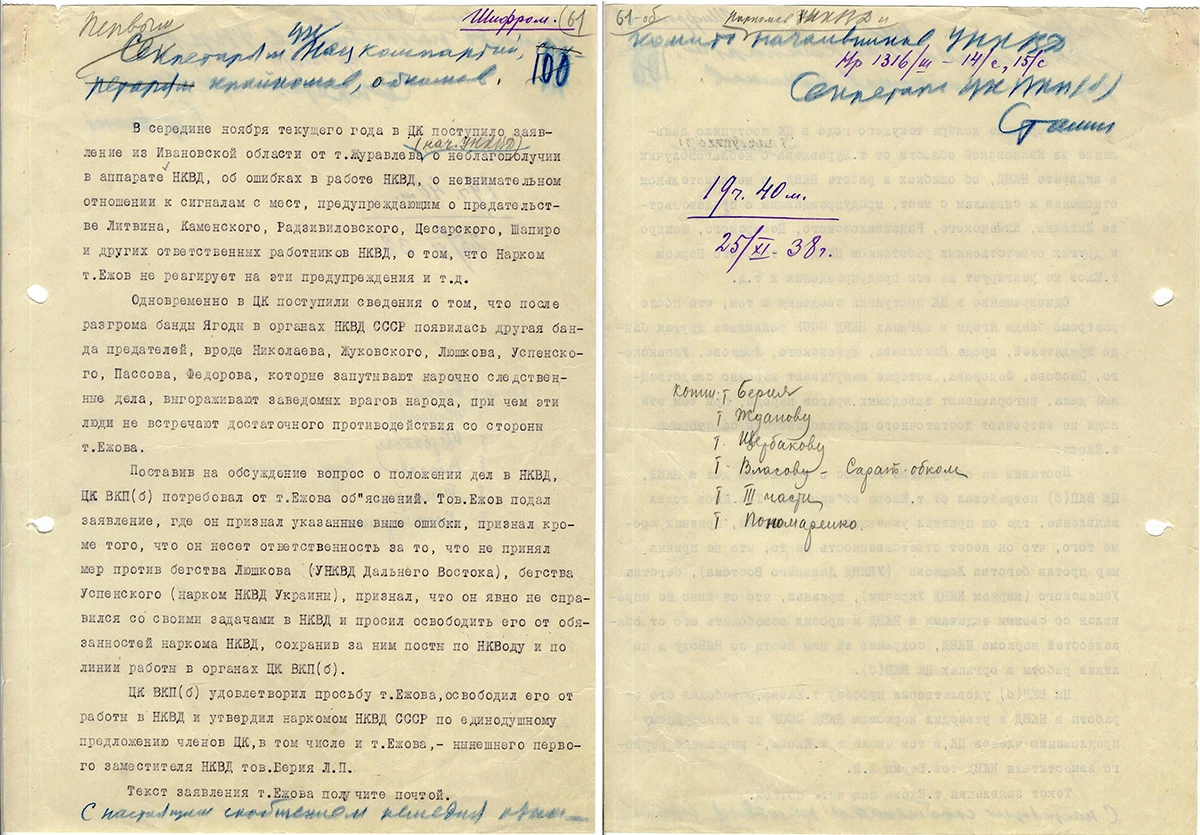 Первым
Шифром. (61
Секретарям ЦК Нац компартий,
крайкомов, обкомов.
100
В середине ноября текущего года в ЦК поступило заяв-
(нач. УНКВД)
ление из Ивановской области от т.Журавлева о неблагополучии
в аппарате НКВД, об ошибках в работе НКВД, о невнимательном
отношении к сигналам с мест, предупреждающим о предательст-
ве Литвина, Каменского, Радзивиловского, Цесарского, Шапиро
и других ответственных работников НКВД, о том, что Нарком
т.Ежов не реагирует на эти предупреждения и т.д.
Одновременно в ЦК поступили сведения о том, что после
разгрома банды Ягоды в органах НКВД СССР появилась другая бан-
да предателей, вроде Николаева, Жуковского, Люшкова, Успенско-
го, Пассова, Федорова, которые запутывают нарочно следствен-
ные дела, выгораживают заведомых врагов народа, при чем эти
люди не встречают достаточного противодействия со стороны
т.Ежова.
Поставив на обсуждение вопрос о положении дел в НКВД,
ЦК ВКП(б) потребовал от т.Ежова об"яснений. Тов.Ежов подал
заявление, где он признал указанные выше ошибки, признал кро-
ме того, что он несет ответственность за то, что не принял
мер против бегства Люшкова (УНКВД Дальнего Востока), бегства
Успенского (нарком НКВД Украины), признал, что он явно не спра-
вился со своими задачами в НКВД и просил освободить его от обя-
занностей наркома НКВД, сохранив за ним посты по НКВоду и по
линии работы в органах ЦК ВКП(б).
ЦК ВКП(б) удовлетворил просьбу т.Ежова,освободил его от
работы в НКВД и утвердил наркомом НКВД СССР по единодушному
предложению членов ЦК,в том числе и т.Ежова,- нынешнего перво-
го заместителя НКВД тов.Берия Л.П.
Текст заявления т.Ежова получите почтой.
С настоящим сообщением немедля озна-
61-об
наркомов НКВД и
комить начальников УНКВД
Нр 1316/ш - 14/с, 15/с
Секретарь ЦК ВКП(б)
Сталин
19ч. 40м.
25/XI-38г.
копии: т. Берия
т. Жданову
т. Щербакову
т. Власову - Сарат. обком
т. III части
т. Пономаренко